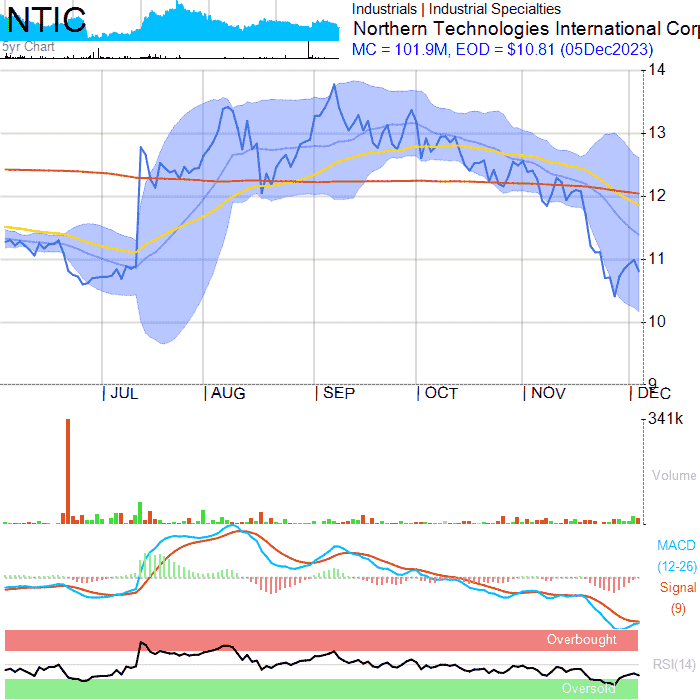 NTIC
Industrials | Industrial Specialties
Northern Technologies International Corp
5yr Chart
MC = 101.9M, EOD = $10.81 (05Dec2023)
14
13
12
11
10
9
| JUL | AUG | SEP | OCT | NOV | DEC
341k
Volume
MACD
(12-26)
Signal
(9)
Overbought
RSI(14)
Oversold